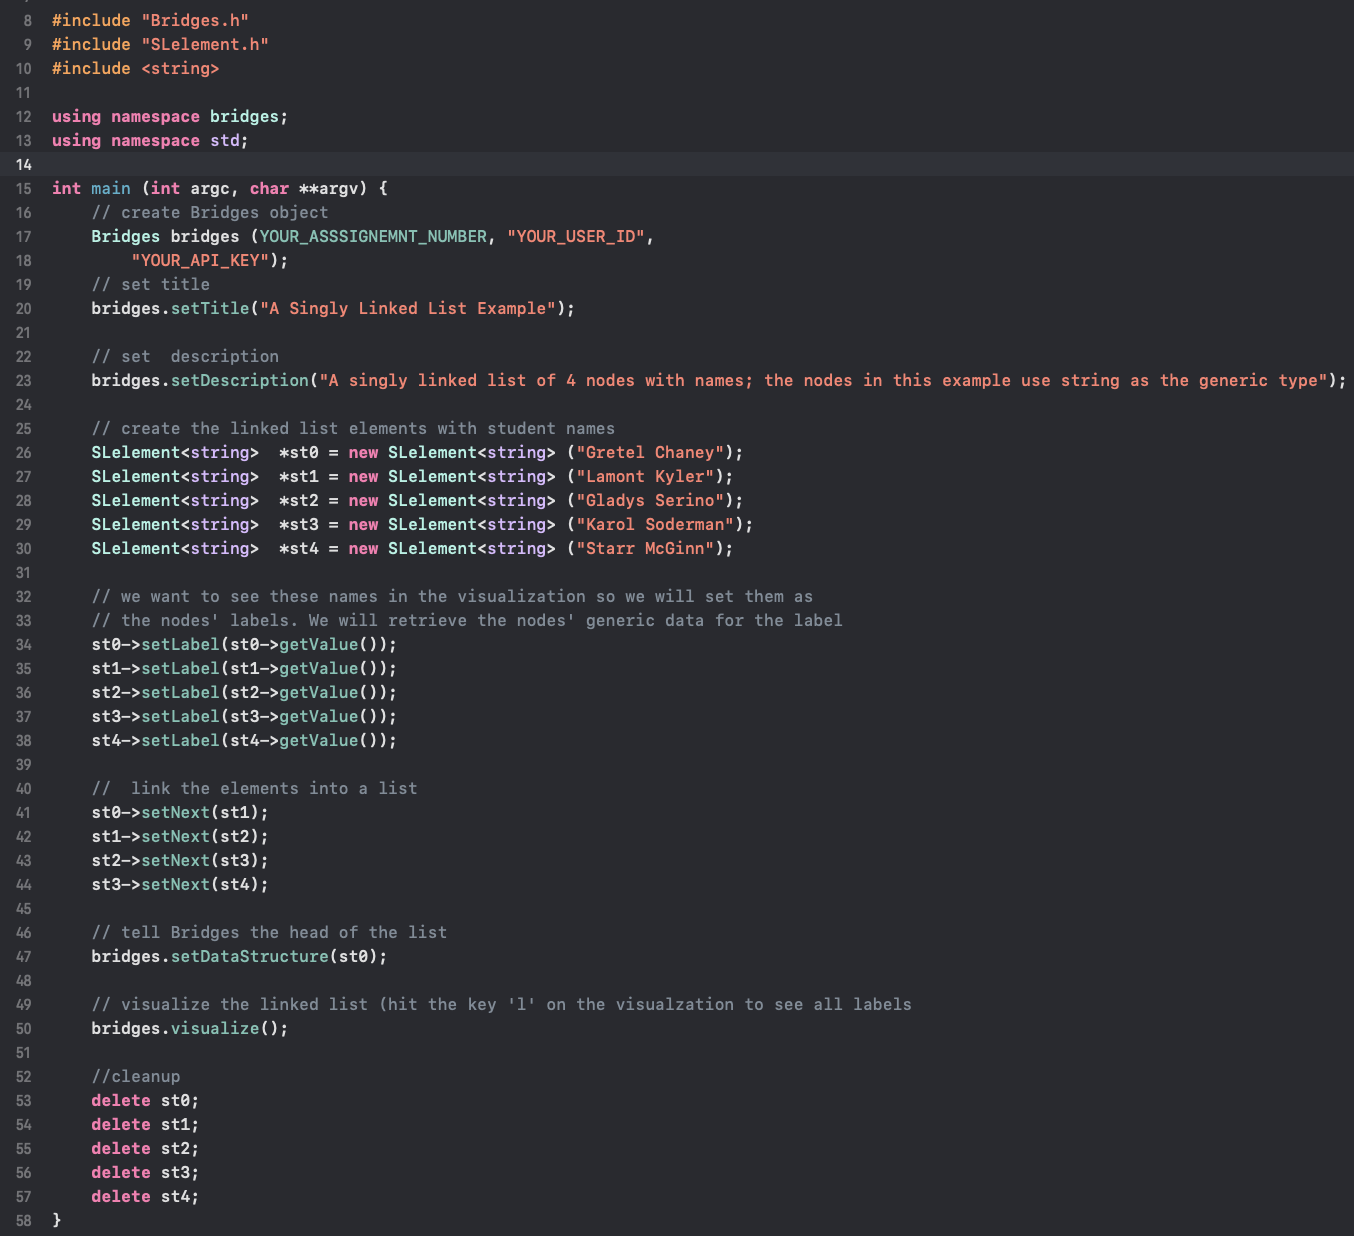 8 #include "Bridges.h"
9 #include "SLelement.h"
10 #include <string>
11
12 using namespace bridges;
13 using namespace std;
14
15 int main (int argc, char **argv) {
16     // create Bridges object
17     Bridges bridges (YOUR_ASSSIGNEMNT_NUMBER, "YOUR_USER_ID",
18         "YOUR_API_KEY");
19     // set title
20     bridges.setTitle("A Singly Linked List Example");
21
22     // set  description
23     bridges.setDescription("A singly linked list of 4 nodes with names; the nodes in this example use string as the generic type");
24
25     // create the linked list elements with student names
26     SLelement<string>  *st0 = new SLelement<string> ("Gretel Chaney");
27     SLelement<string>  *st1 = new SLelement<string> ("Lamont Kyler");
28     SLelement<string>  *st2 = new SLelement<string> ("Gladys Serino");
29     SLelement<string>  *st3 = new SLelement<string> ("Karol Soderman");
30     SLelement<string>  *st4 = new SLelement<string> ("Starr McGinn");
31
32     // we want to see these names in the visualization so we will set them as
33     // the nodes' labels. We will retrieve the nodes' generic data for the label
34     st0->setLabel(st0->getValue());
35     st1->setLabel(st1->getValue());
36     st2->setLabel(st2->getValue());
37     st3->setLabel(st3->getValue());
38     st4->setLabel(st4->getValue());
39
40     //  link the elements into a list
41     st0->setNext(st1);
42     st1->setNext(st2);
43     st2->setNext(st3);
44     st3->setNext(st4);
45
46     // tell Bridges the head of the list
47     bridges.setDataStructure(st0);
48
49     // visualize the linked list (hit the key 'l' on the visualzation to see all labels
50     bridges.visualize();
51
52     //cleanup
53     delete st0;
54     delete st1;
55     delete st2;
56     delete st3;
57     delete st4;
58 }